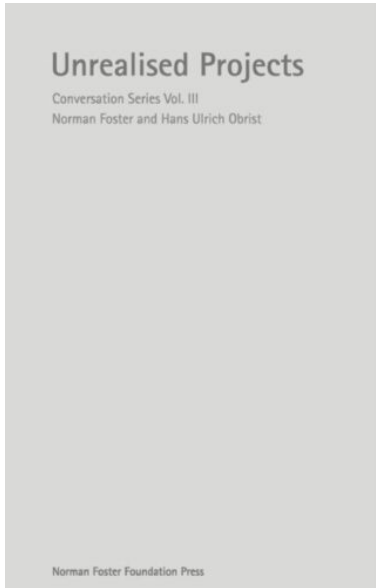 Unrealised Projects
Conversation Series Vol. III
Norman Foster and Hans Ulrich Obrist
Norman Foster Foundation Press